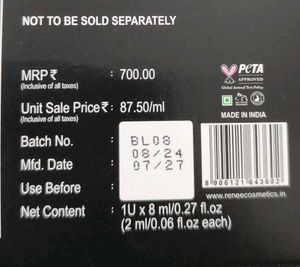 NOT TO BE SOLD SEPARATELY
MRP ₹ : 700.00
(Inclusive of all taxes)
Unit Sale Price ₹ : 87.50/ml
(Inclusive of all taxes)
Batch No. : BL08
Mfd. Date : 08/24
Use Before : 07/27
Net Content : 1U x 8 ml/0.27 fl.oz
(2 ml/0.06 fl.oz each)
PETA
APPROVED
Global Animal Test Policy
MADE IN INDIA
8 906121 643602
www.reneecosmetics.in